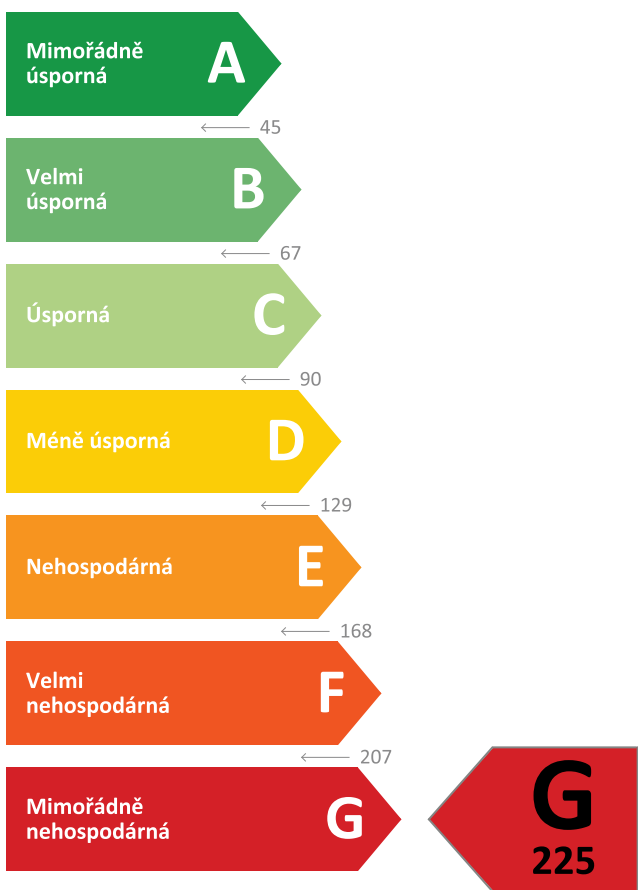 Mimořádně
úsporná
A
45
Velmi
úsporná
B
67
Úsporná
C
90
Méně úsporná
D
129
Nehospodárná
E
168
Velmi
nehospodárná
F
207
Mimořádně
nehospodárná
G
G
225